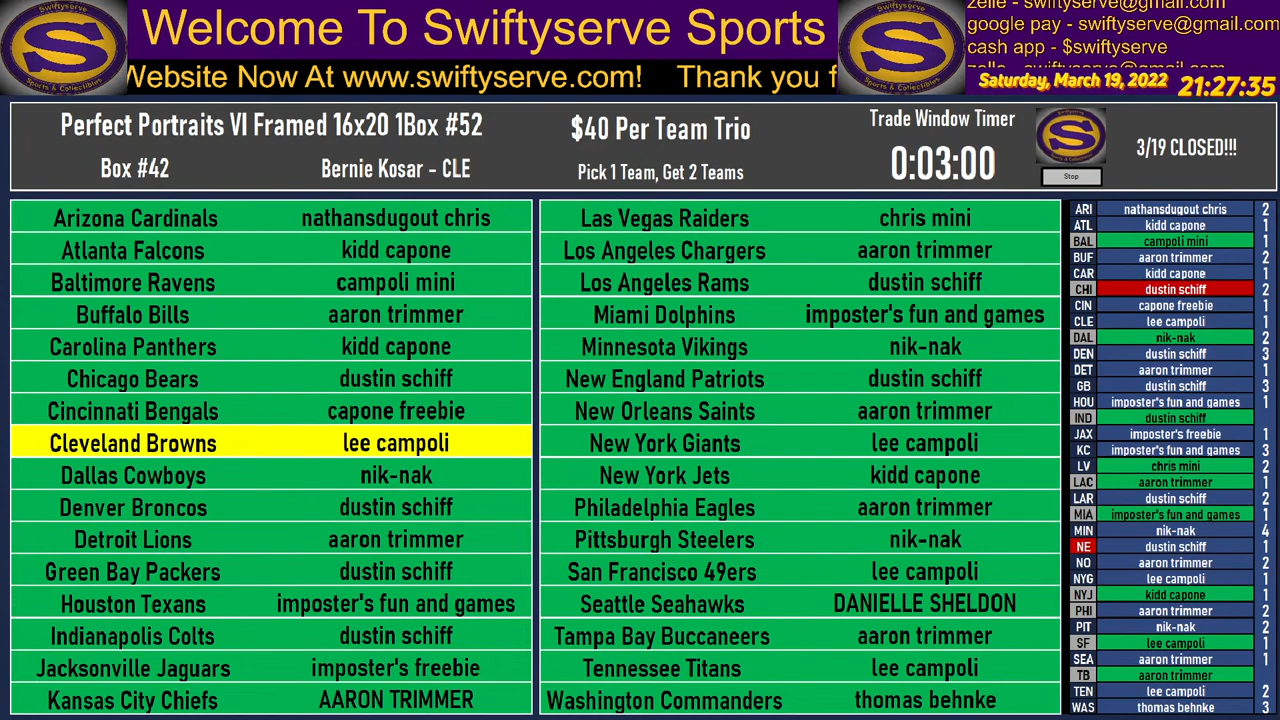 Welcome To Swiftyserve Sports
Website Now At www.swiftyserve.com!    Thank you f
zelle - swiftyserve@gmail.com
google pay - swiftyserve@gmail.com
cash app - $swiftyserve
zelle - swiftyserve@gmail.com
Saturday, March 19, 2022 21:27:35
Perfect Portraits VI Framed 16x20 1Box #52
Box #42 Bernie Kosar - CLE
$40 Per Team Trio
Pick 1 Team, Get 2 Teams
Trade Window Timer
0:03:00
Stop
3/19 CLOSED!!!
Arizona Cardinals nathansdugout chris
Atlanta Falcons kidd capone
Baltimore Ravens campoli mini
Buffalo Bills aaron trimmer
Carolina Panthers kidd capone
Chicago Bears dustin schiff
Cincinnati Bengals capone freebie
Cleveland Browns lee campoli
Dallas Cowboys nik-nak
Denver Broncos dustin schiff
Detroit Lions aaron trimmer
Green Bay Packers dustin schiff
Houston Texans imposter's fun and games
Indianapolis Colts dustin schiff
Jacksonville Jaguars imposter's freebie
Kansas City Chiefs AARON TRIMMER
Las Vegas Raiders chris mini
Los Angeles Chargers aaron trimmer
Los Angeles Rams dustin schiff
Miami Dolphins imposter's fun and games
Minnesota Vikings nik-nak
New England Patriots dustin schiff
New Orleans Saints aaron trimmer
New York Giants lee campoli
New York Jets kidd capone
Philadelphia Eagles aaron trimmer
Pittsburgh Steelers nik-nak
San Francisco 49ers lee campoli
Seattle Seahawks DANIELLE SHELDON
Tampa Bay Buccaneers aaron trimmer
Tennessee Titans lee campoli
Washington Commanders thomas behnke
ARI nathansdugout chris 2
ATL kidd capone 1
BAL campoli mini 1
BUF aaron trimmer 2
CAR kidd capone 1
CHI dustin schiff 2
CIN capone freebie 1
CLE lee campoli 1
DAL nik-nak 2
DEN dustin schiff 3
DET aaron trimmer 1
GB dustin schiff 3
HOU imposter's fun and games 1
IND dustin schiff
JAX imposter's freebie 1
KC imposter's fun and games 3
LV chris mini 2
LAC aaron trimmer 1
LAR dustin schiff 2
MIA imposter's fun and games 1
MIN nik-nak 4
NE dustin schiff 1
NO aaron trimmer 2
NYG lee campoli 1
NYJ kidd capone 1
PHI aaron trimmer 2
PIT nik-nak 2
SF lee campoli 1
SEA aaron trimmer 1
TB aaron trimmer
TEN lee campoli 2
WAS thomas behnke 3